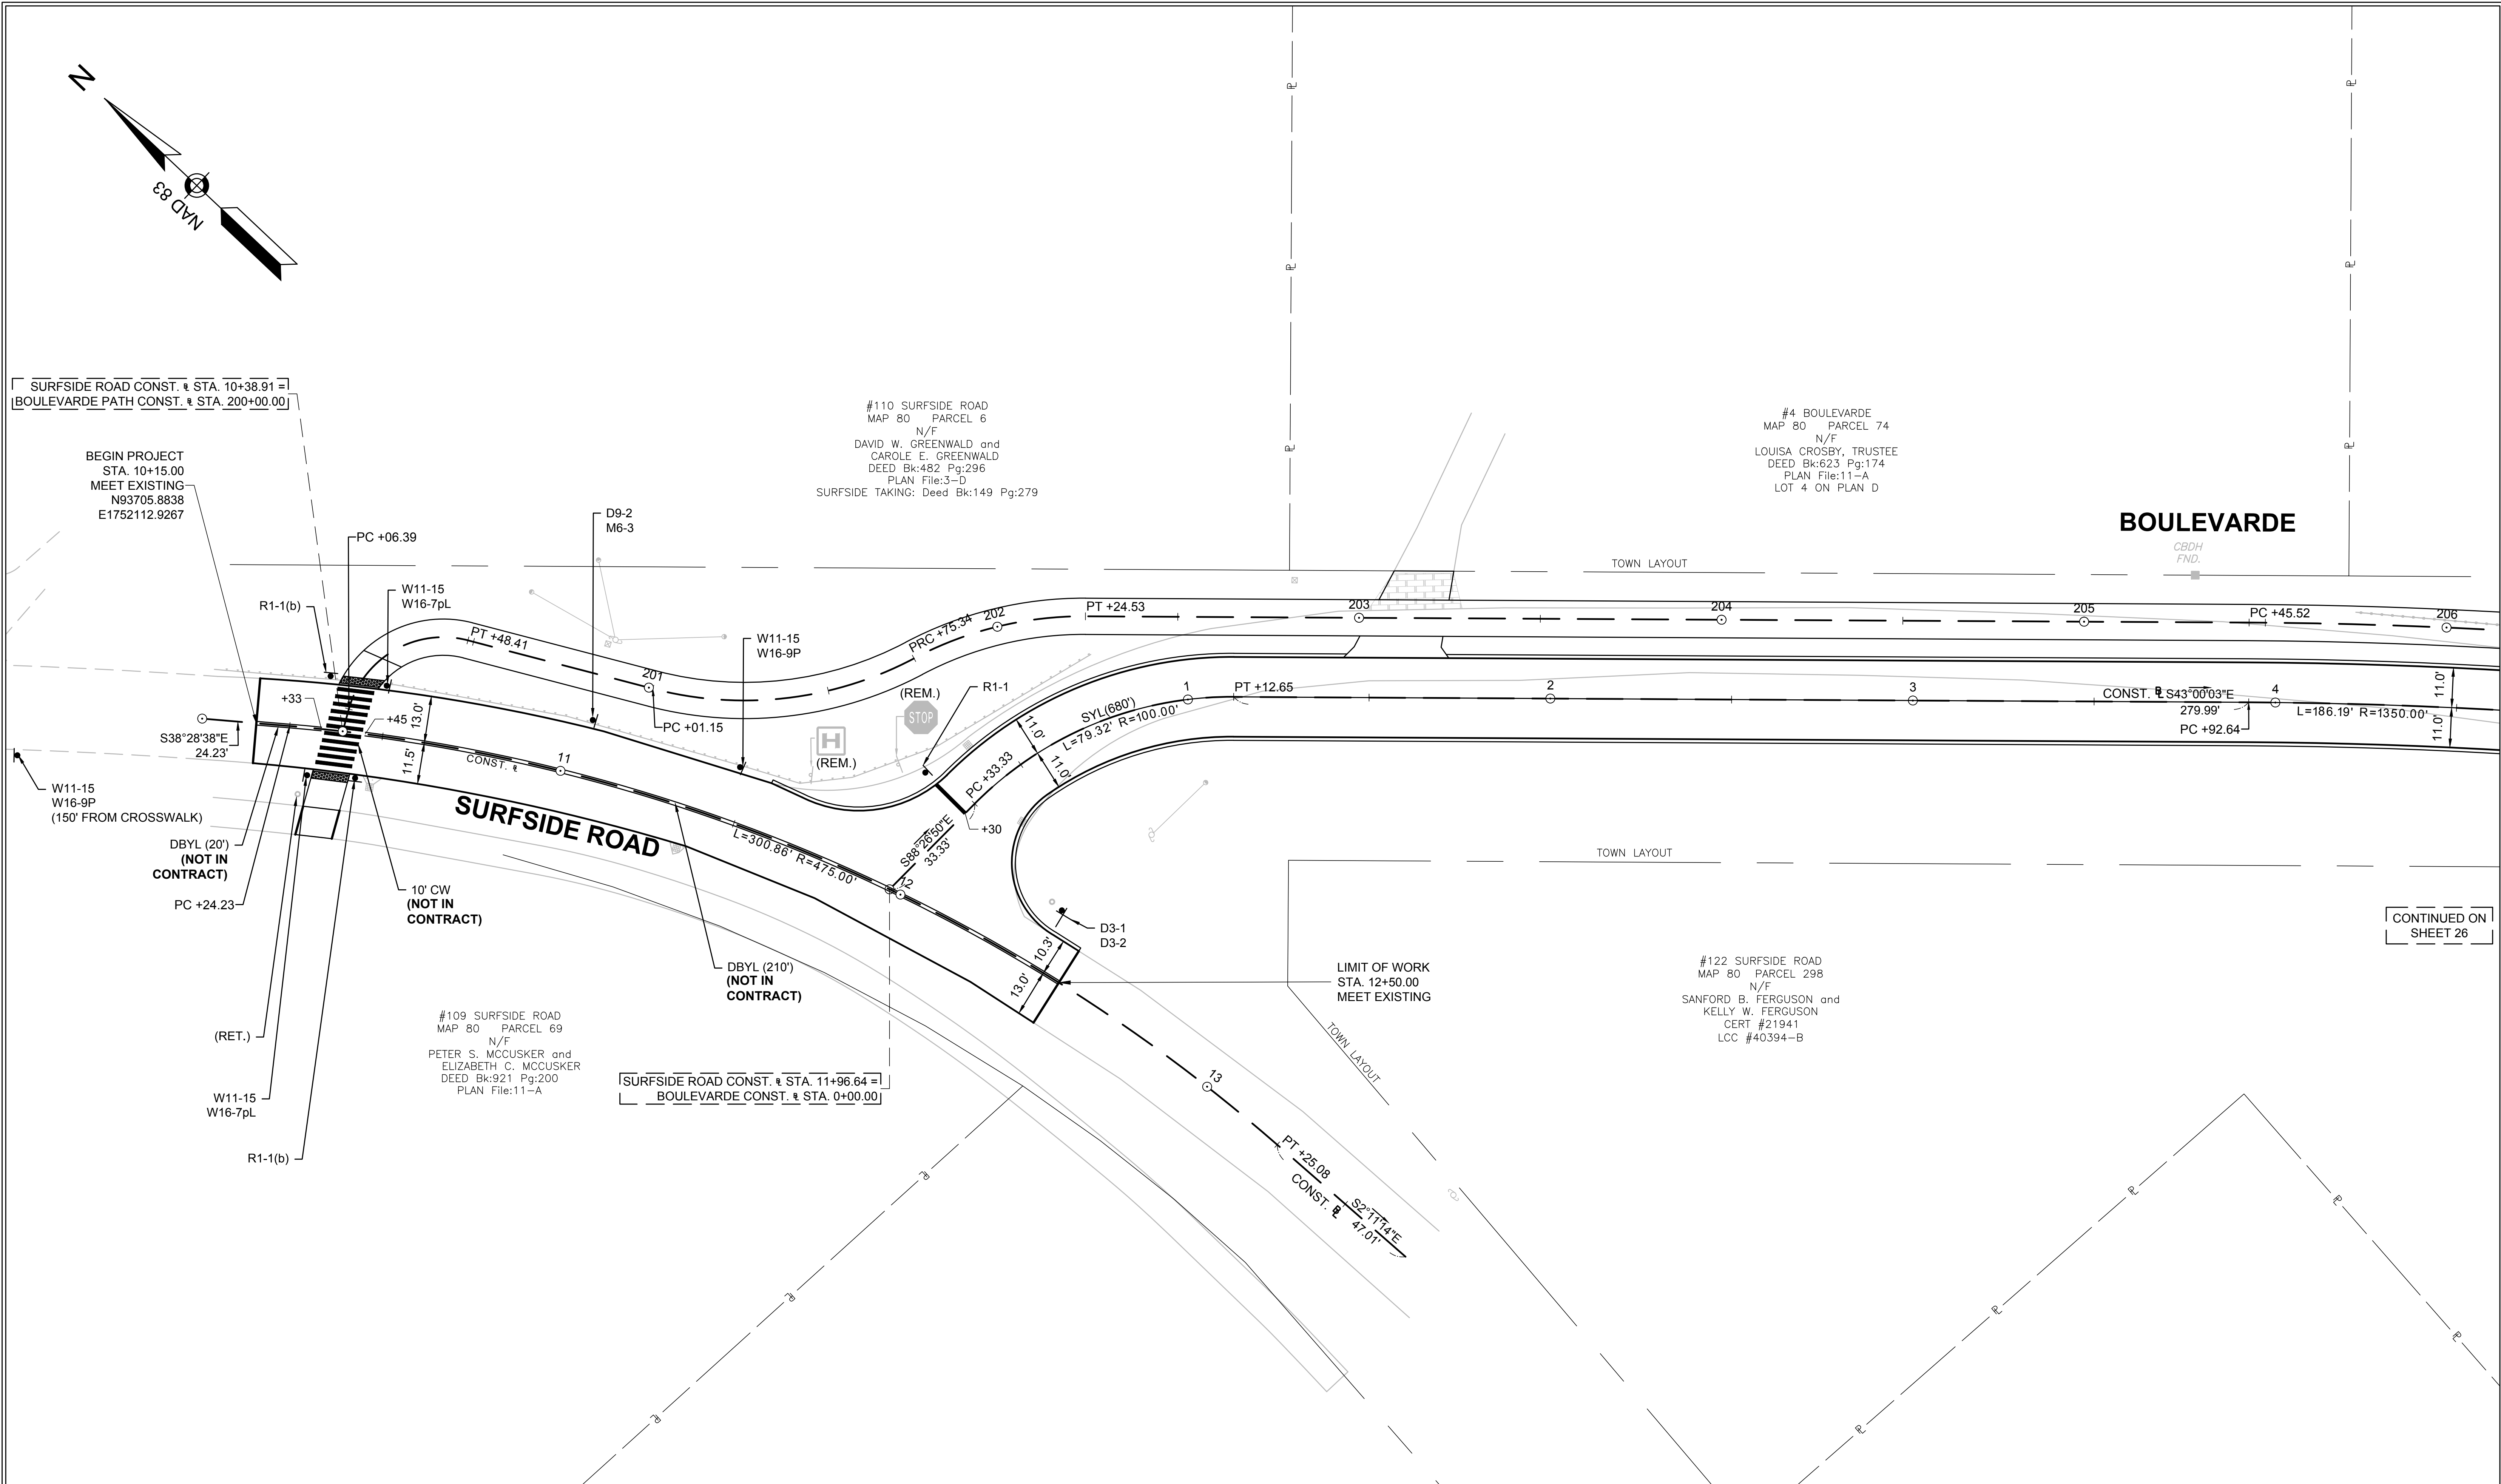 N
NAD 83
SURFSIDE ROAD CONST. ℄ STA. 10+38.91 =
BOULEVARDE PATH CONST. ℄ STA. 200+00.00
BEGIN PROJECT
STA. 10+15.00
MEET EXISTING
N93705.8838
E1752112.9267
PC +06.39
R1-1(b)
W11-15
W16-7pL
D9-2
M6-3
#110 SURFSIDE ROAD
MAP 80 PARCEL 6
N/F
DAVID W. GREENWALD and
CAROLE E. GREENWALD
DEED Bk:482 Pg:296
PLAN File:3-D
SURFSIDE TAKING: Deed Bk:149 Pg:279
#4 BOULEVARDE
MAP 80 PARCEL 74
N/F
LOUISA CROSBY, TRUSTEE
DEED Bk:623 Pg:174
PLAN File:11-A
LOT 4 ON PLAN D
BOULEVARDE
CBDH
FND.
TOWN LAYOUT
PT +48.41
201
PC +01.15
W11-15
W16-9P
PRC +75.34
202
PT +24.53
203
204
205
PC +45.52
206
+33
+45
13.0'
11.5'
S38°28'38"E
24.23'
CONST. ℄
11
(REM.)
STOP
H
(REM.)
R1-1
11.0'
11.0'
SYL(680')
L=79.32' R=100.00'
PC +33.33
+30
1
PT +12.65
2
3
CONST. ℄ S43°00'03"E
279.99'
PC +92.64
4
L=186.19' R=1350.00'
11.0'
11.0'
W11-15
W16-9P
(150' FROM CROSSWALK)
DBYL (20')
(NOT IN
CONTRACT)
PC +24.23
SURFSIDE ROAD
10' CW
(NOT IN
CONTRACT)
L=300.86' R=475.00'
S88°26'50"E
33.33'
12
DBYL (210')
(NOT IN
CONTRACT)
D3-1
D3-2
10.3'
13.0'
LIMIT OF WORK
STA. 12+50.00
MEET EXISTING
TOWN LAYOUT
TOWN LAYOUT
CONTINUED ON
SHEET 26
#122 SURFSIDE ROAD
MAP 80 PARCEL 298
N/F
SANFORD B. FERGUSON and
KELLY W. FERGUSON
CERT #21941
LCC #40394-B
(RET.)
#109 SURFSIDE ROAD
MAP 80 PARCEL 69
N/F
PETER S. MCCUSKER and
ELIZABETH C. MCCUSKER
DEED Bk:921 Pg:200
PLAN File:11-A
SURFSIDE ROAD CONST. ℄ STA. 11+96.64 =
BOULEVARDE CONST. ℄ STA. 0+00.00
W11-15
W16-7pL
R1-1(b)
13
PT +25.08
CONST. ℄
S2°11'14"E
47.01'